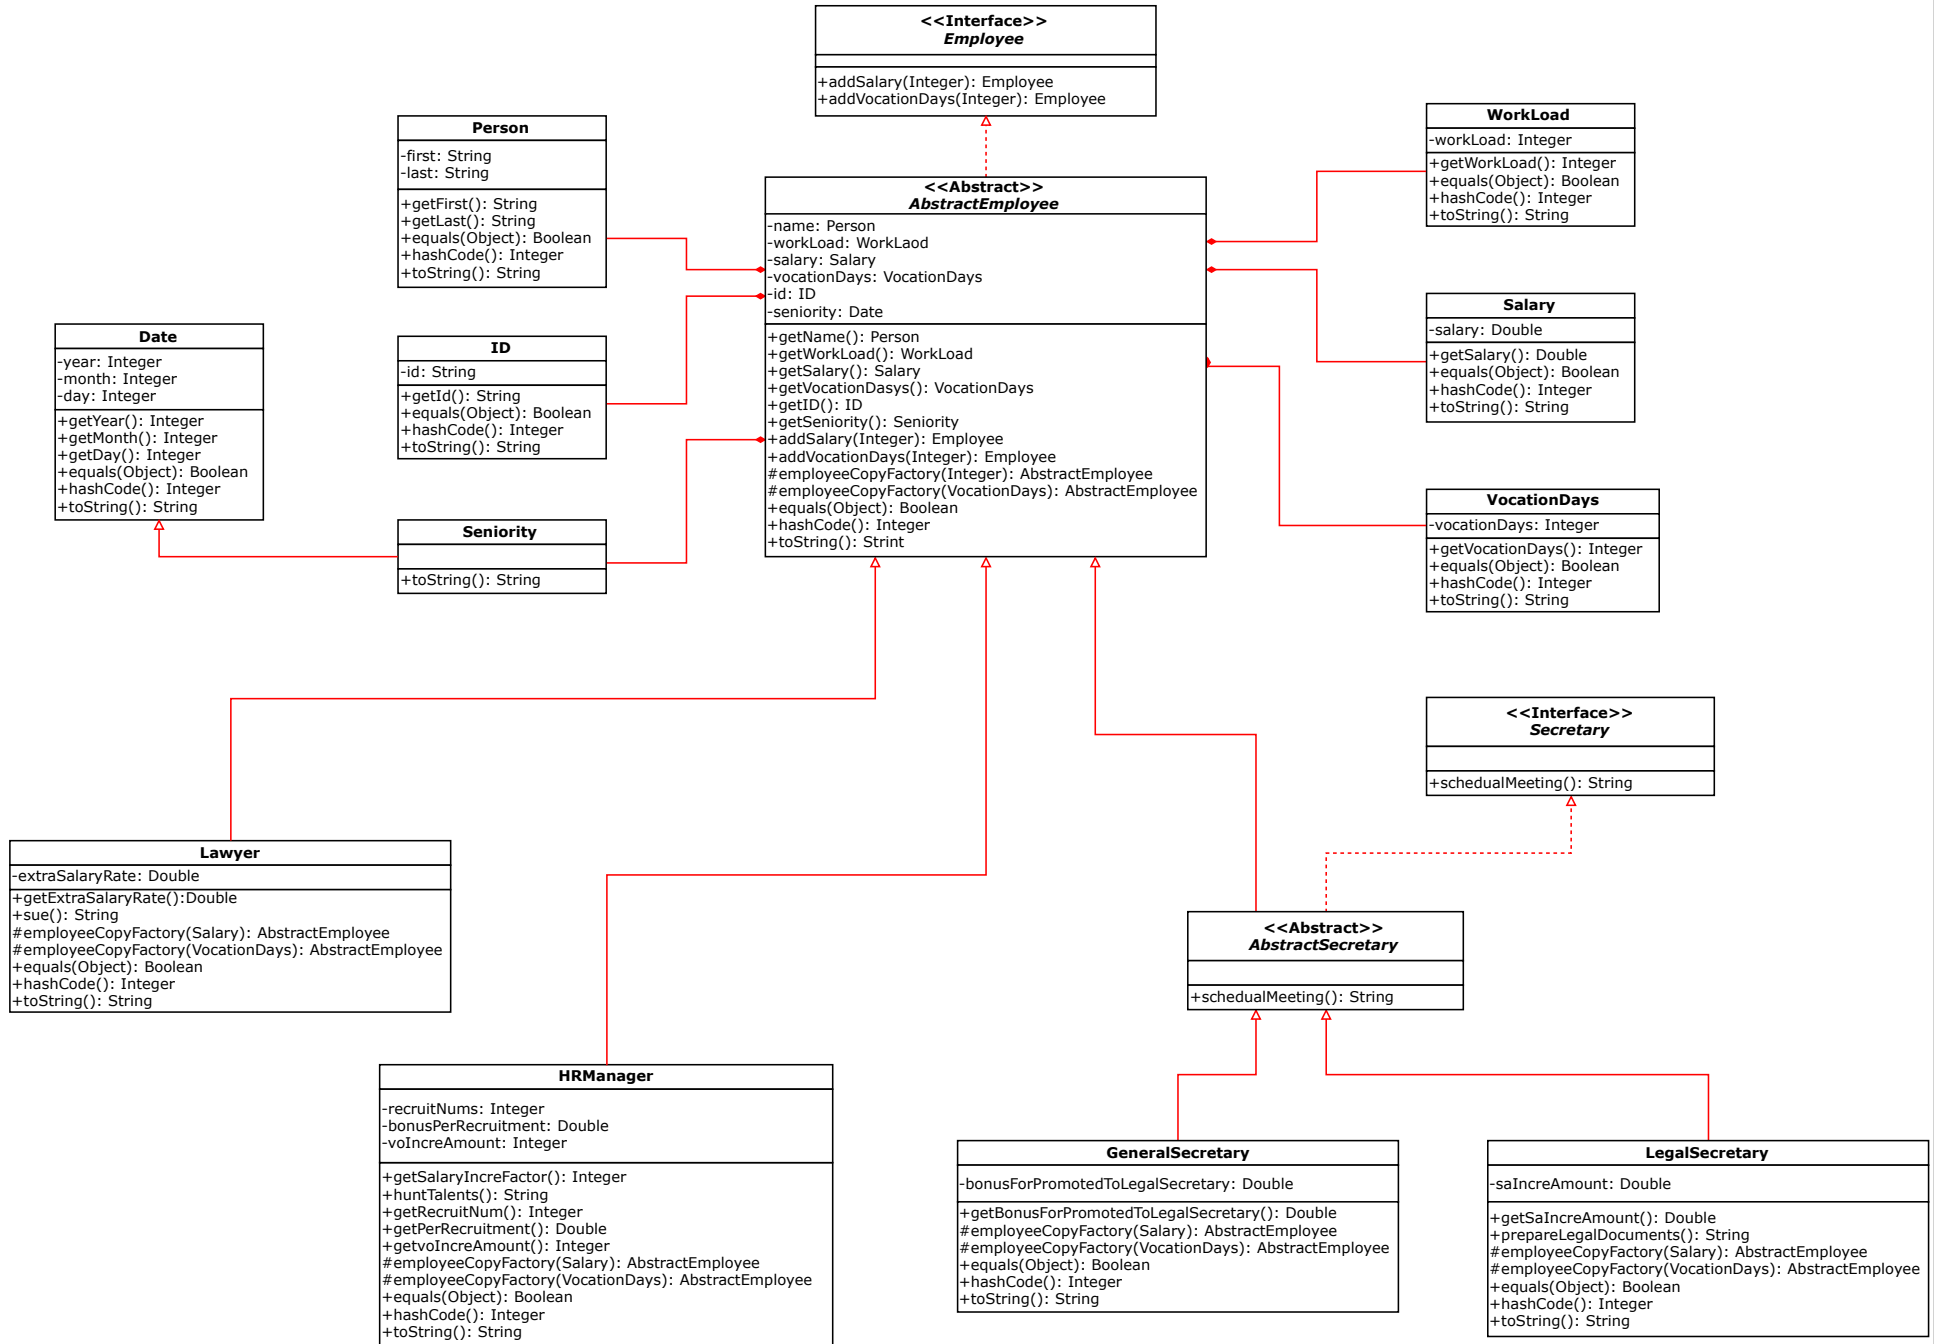 <<Interface>>
Employee
+addSalary(Integer): Employee
+addVocationDays(Integer): Employee
Person
-first: String
-last: String
+getFirst(): String
+getLast(): String
+equals(Object): Boolean
+hashCode(): Integer
+toString(): String
<<Abstract>>
AbstractEmployee
-name: Person
-workLoad: WorkLaod
-salary: Salary
-vocationDays: VocationDays
-id: ID
-seniority: Date
+getName(): Person
+getWorkLoad(): WorkLoad
+getSalary(): Salary
+getVocationDasys(): VocationDays
+getID(): ID
+getSeniority(): Seniority
+addSalary(Integer): Employee
+addVocationDays(Integer): Employee
#employeeCopyFactory(Integer): AbstractEmployee
#employeeCopyFactory(VocationDays): AbstractEmployee
+equals(Object): Boolean
+hashCode(): Integer
+toString(): Strint
WorkLoad
-workLoad: Integer
+getWorkLoad(): Integer
+equals(Object): Boolean
+hashCode(): Integer
+toString(): String
Salary
-salary: Double
+getSalary(): Double
+equals(Object): Boolean
+hashCode(): Integer
+toString(): String
Date
-year: Integer
-month: Integer
-day: Integer
+getYear(): Integer
+getMonth(): Integer
+getDay(): Integer
+equals(Object): Boolean
+hashCode(): Integer
+toString(): String
ID
-id: String
+getId(): String
+equals(Object): Boolean
+hashCode(): Integer
+toString(): String
Seniority
+toString(): String
VocationDays
-vocationDays: Integer
+getVocationDays(): Integer
+equals(Object): Boolean
+hashCode(): Integer
+toString(): String
<<Interface>>
Secretary
+schedualMeeting(): String
Lawyer
-extraSalaryRate: Double
+getExtraSalaryRate():Double
+sue(): String
#employeeCopyFactory(Salary): AbstractEmployee
#employeeCopyFactory(VocationDays): AbstractEmployee
+equals(Object): Boolean
+hashCode(): Integer
+toString(): String
<<Abstract>>
AbstractSecretary
+schedualMeeting(): String
HRManager
-recruitNums: Integer
-bonusPerRecruitment: Double
-voIncreAmount: Integer
+getSalaryIncreFactor(): Integer
+huntTalents(): String
+getRecruitNum(): Integer
+getPerRecruitment(): Double
+getvoIncreAmount(): Integer
#employeeCopyFactory(Salary): AbstractEmployee
#employeeCopyFactory(VocationDays): AbstractEmployee
+equals(Object): Boolean
+hashCode(): Integer
+toString(): String
GeneralSecretary
-bonusForPromotedToLegalSecretary: Double
+getBonusForPromotedToLegalSecretary(): Double
#employeeCopyFactory(Salary): AbstractEmployee
#employeeCopyFactory(VocationDays): AbstractEmployee
+equals(Object): Boolean
+hashCode(): Integer
+toString(): String
LegalSecretary
-saIncreAmount: Double
+getSaIncreAmount(): Double
+prepareLegalDocuments(): String
#employeeCopyFactory(Salary): AbstractEmployee
#employeeCopyFactory(VocationDays): AbstractEmployee
+equals(Object): Boolean
+hashCode(): Integer
+toString(): String